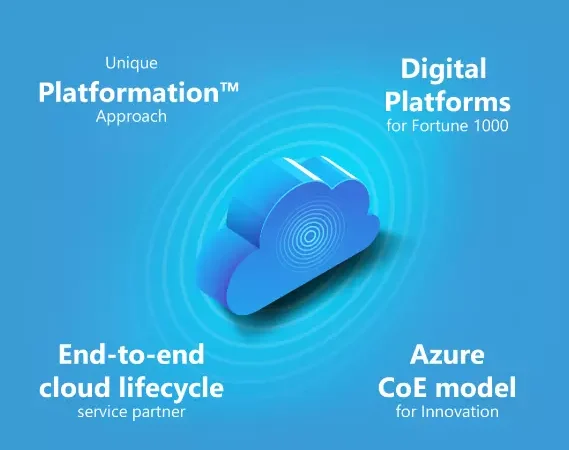 Unique
Platformation™
Approach
Digital
Platforms
for Fortune 1000
End-to-end
cloud lifecycle
service partner
Azure
CoE model
for Innovation